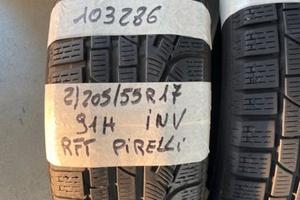 103286
2/205/55R17
91H INV
RFT PiRELLi